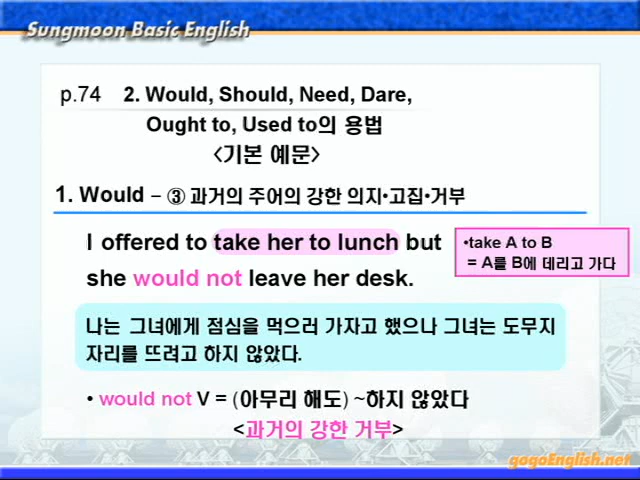 Sungmoon Basic English
p.74 2. Would, Should, Need, Dare,
Ought to, Used to의 용법
<기본 예문>
1. Would – ③ 과거의 주어의 강한 의지•고집•거부
I offered to take her to lunch but
she would not leave her desk.
•take A to B
= A를 B에 데리고 가다
나는 그녀에게 점심을 먹으러 가자고 했으나 그녀는 도무지
자리를 뜨려고 하지 않았다.
• would not V = (아무리 해도) ~하지 않았다
<과거의 강한 거부>
gogoEnglish.net